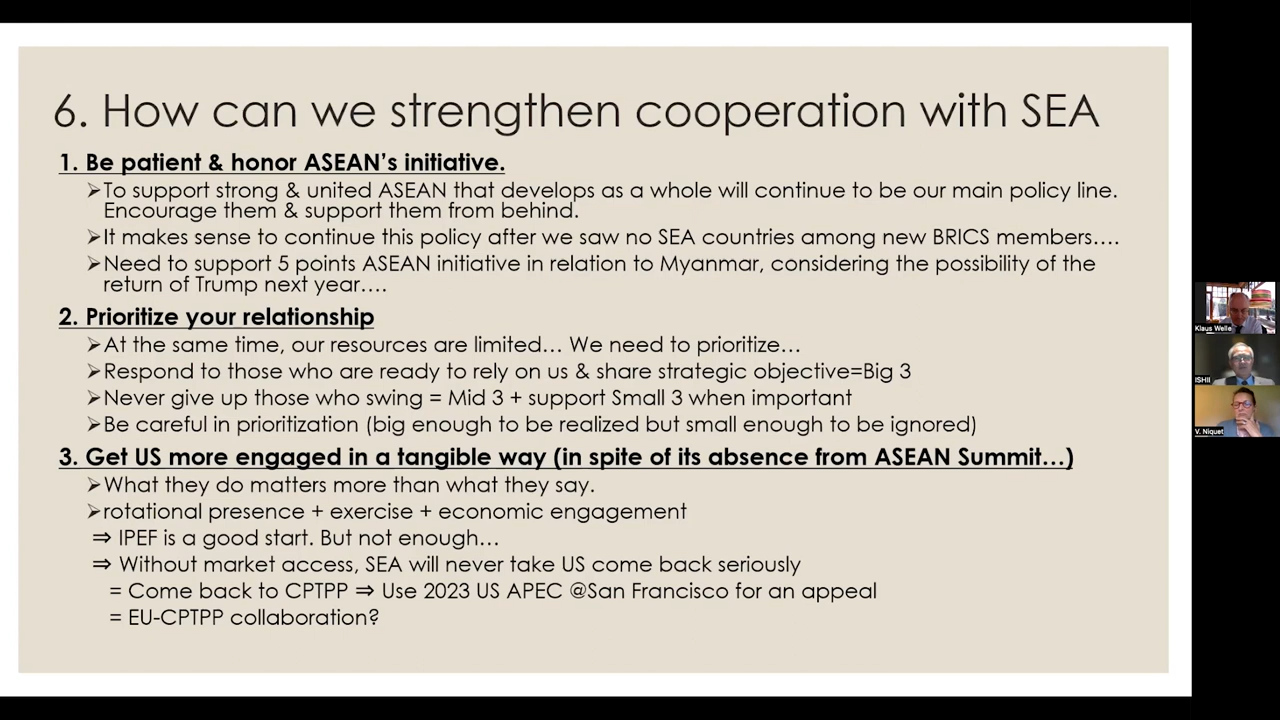 6. How can we strengthen cooperation with SEA
1. Be patient & honor ASEAN's initiative.
➢To support strong & united ASEAN that develops as a whole will continue to be our main policy line.
Encourage them & support them from behind.
➢It makes sense to continue this policy after we saw no SEA countries among new BRICS members….
➢Need to support 5 points ASEAN initiative in relation to Myanmar, considering the possibility of the
return of Trump next year….
2. Prioritize your relationship
➢At the same time, our resources are limited… We need to prioritize…
➢Respond to those who are ready to rely on us & share strategic objective=Big 3
➢Never give up those who swing = Mid 3 + support Small 3 when important
➢Be careful in prioritization (big enough to be realized but small enough to be ignored)
3. Get US more engaged in a tangible way (in spite of its absence from ASEAN Summit…)
➢What they do matters more than what they say.
➢rotational presence + exercise + economic engagement
⇒ IPEF is a good start. But not enough…
⇒ Without market access, SEA will never take US come back seriously
= Come back to CPTPP ⇒ Use 2023 US APEC @San Francisco for an appeal
= EU-CPTPP collaboration?
Klaus Welle
ISHII
V. Niquet